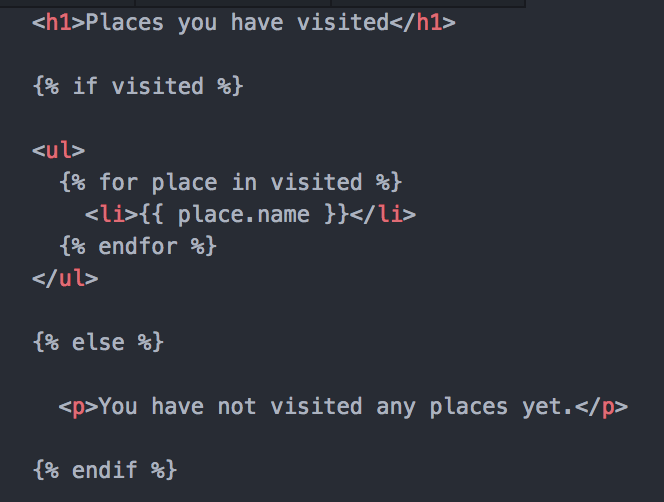 <h1>Places you have visited</h1>
{% if visited %}
<ul>
{% for place in visited %}
<li>{{ place.name }}</li>
{% endfor %}
</ul>
{% else %}
<p>You have not visited any places yet.</p>
{% endif %}